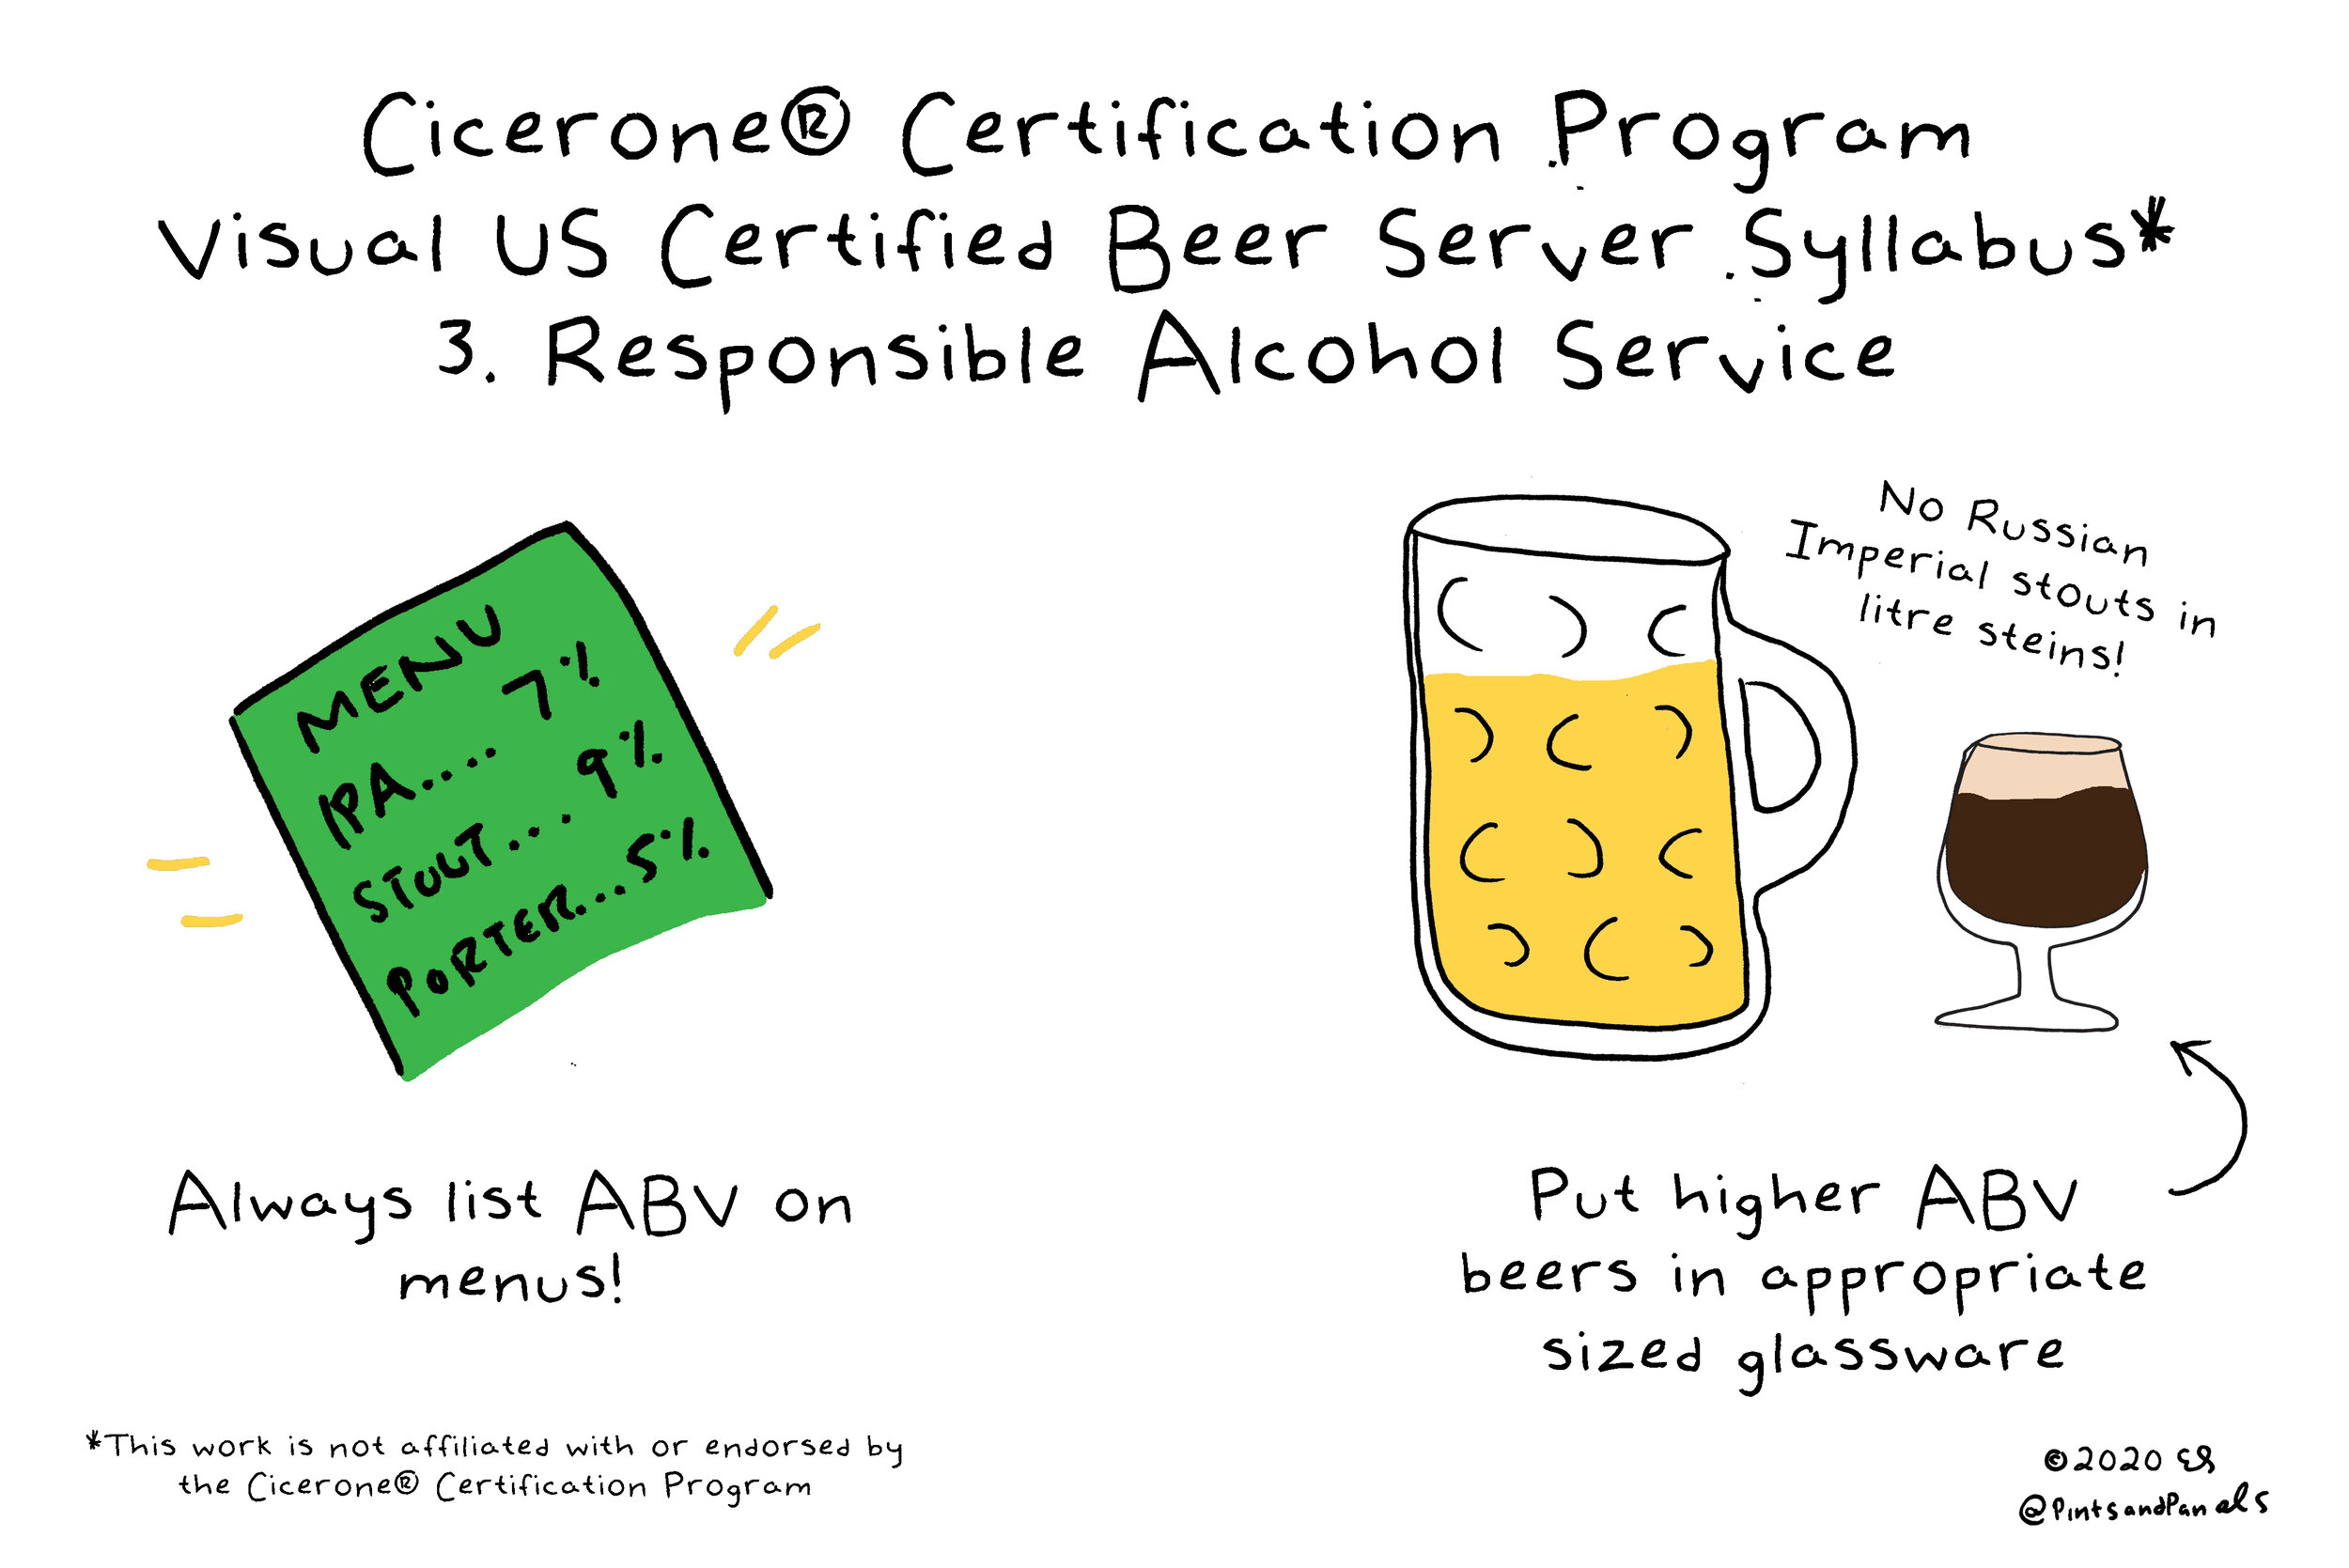 Cicerone® Certification Program
Visual US Certified Beer Server Syllabus*
3. Responsible Alcohol Service
MENU
IPA.... 7%
STOUT... 9%
PORTER...5%
Always list ABV on
menus!
No Russian
Imperial stouts in
litre steins!
Put higher ABV
beers in appropriate
sized glassware
*This work is not affiliated with or endorsed by
the Cicerone® Certification Program
©2020 ES
@PintsandPanels